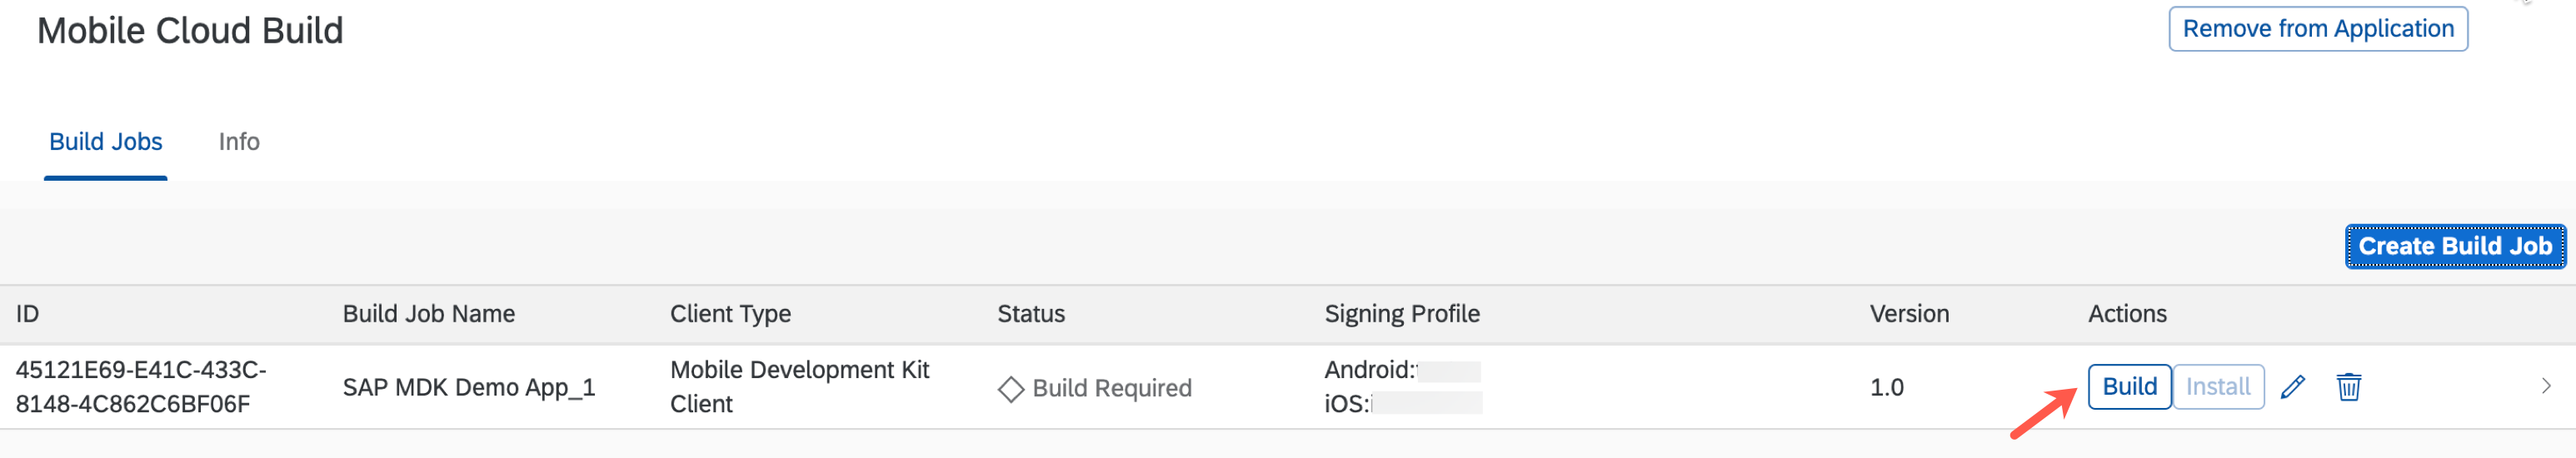 Mobile Cloud Build
Remove from Application
Build Jobs Info
Create Build Job
ID Build Job Name Client Type Status Signing Profile Version Actions
45121E69-E41C-433C-
8148-4C862C6BF06F
SAP MDK Demo App_1
Mobile Development Kit
Client
Build Required
Android:
iOS:
1.0
Build Install